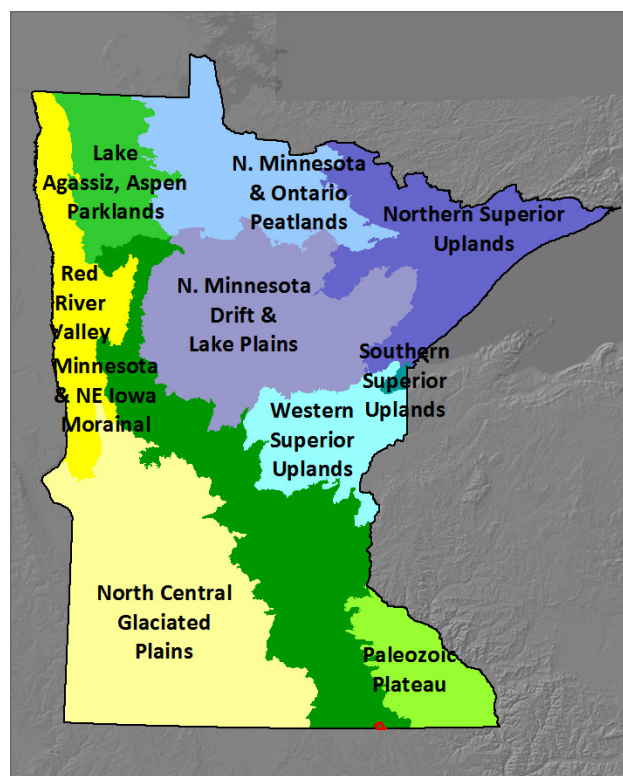 Lake
Agassiz, Aspen
Parklands
N. Minnesota
& Ontario
Peatlands
Northern Superior
Uplands
Red
River
Valley
N. Minnesota
Drift &
Lake Plains
Minnesota
& NE Iowa
Morainal
Southern
Superior
Uplands
Western
Superior
Uplands
North Central
Glaciated
Plains
Paleozoic
Plateau